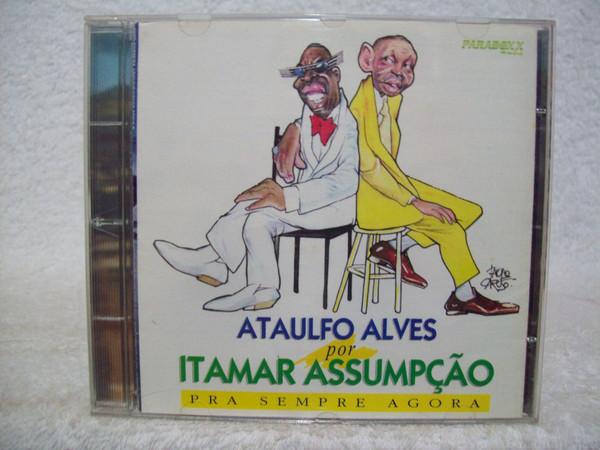 PARADOXX
ATAULFO ALVES
por
ITAMAR ASSUMPÇÃO
PRA SEMPRE AGORA